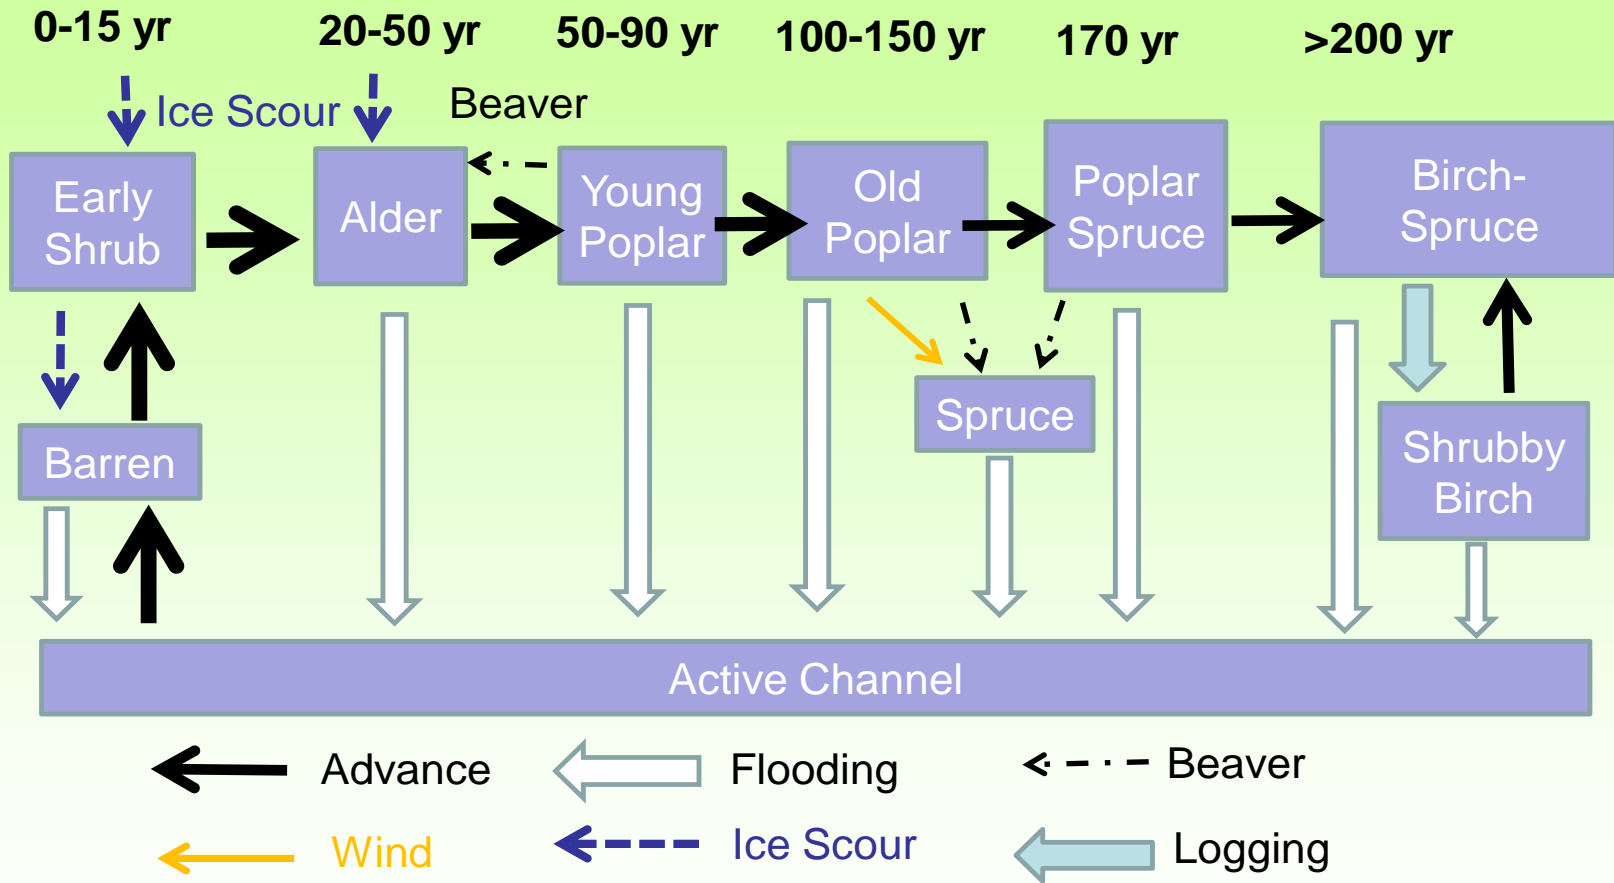 0-15 yr
20-50 yr
50-90 yr
100-150 yr
170 yr
>200 yr
Ice Scour
Beaver
Early
Shrub
Alder
Young
Poplar
Old
Poplar
Poplar
Spruce
Birch-
Spruce
Barren
Spruce
Shrubby
Birch
Active Channel
Advance
Flooding
Beaver
Wind
Ice Scour
Logging